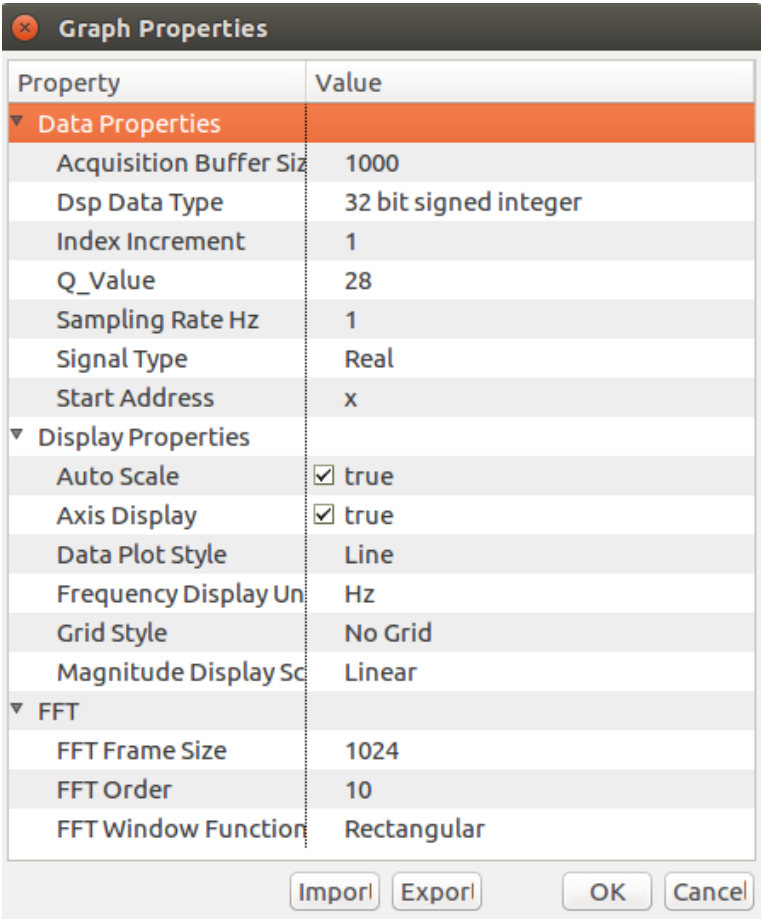 Graph Properties
Property Value
Data Properties
Acquisition Buffer Siz 1000
Dsp Data Type 32 bit signed integer
Index Increment 1
Q_Value 28
Sampling Rate Hz 1
Signal Type Real
Start Address x
Display Properties
Auto Scale true
Axis Display true
Data Plot Style Line
Frequency Display Un Hz
Grid Style No Grid
Magnitude Display Sc Linear
FFT
FFT Frame Size 1024
FFT Order 10
FFT Window Function Rectangular
Import Export OK Cancel